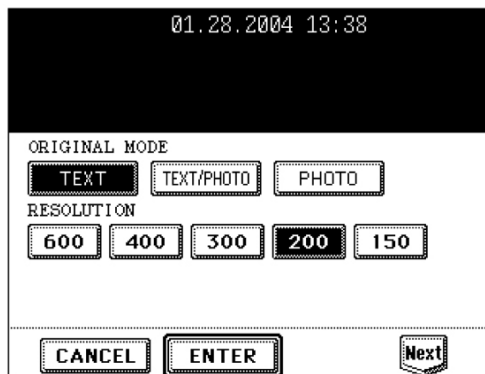 01.28.2004 13:38
ORIGINAL MODE
TEXT TEXT/PHOTO PHOTO
RESOLUTION
600 400 300 200 150
CANCEL ENTER Next